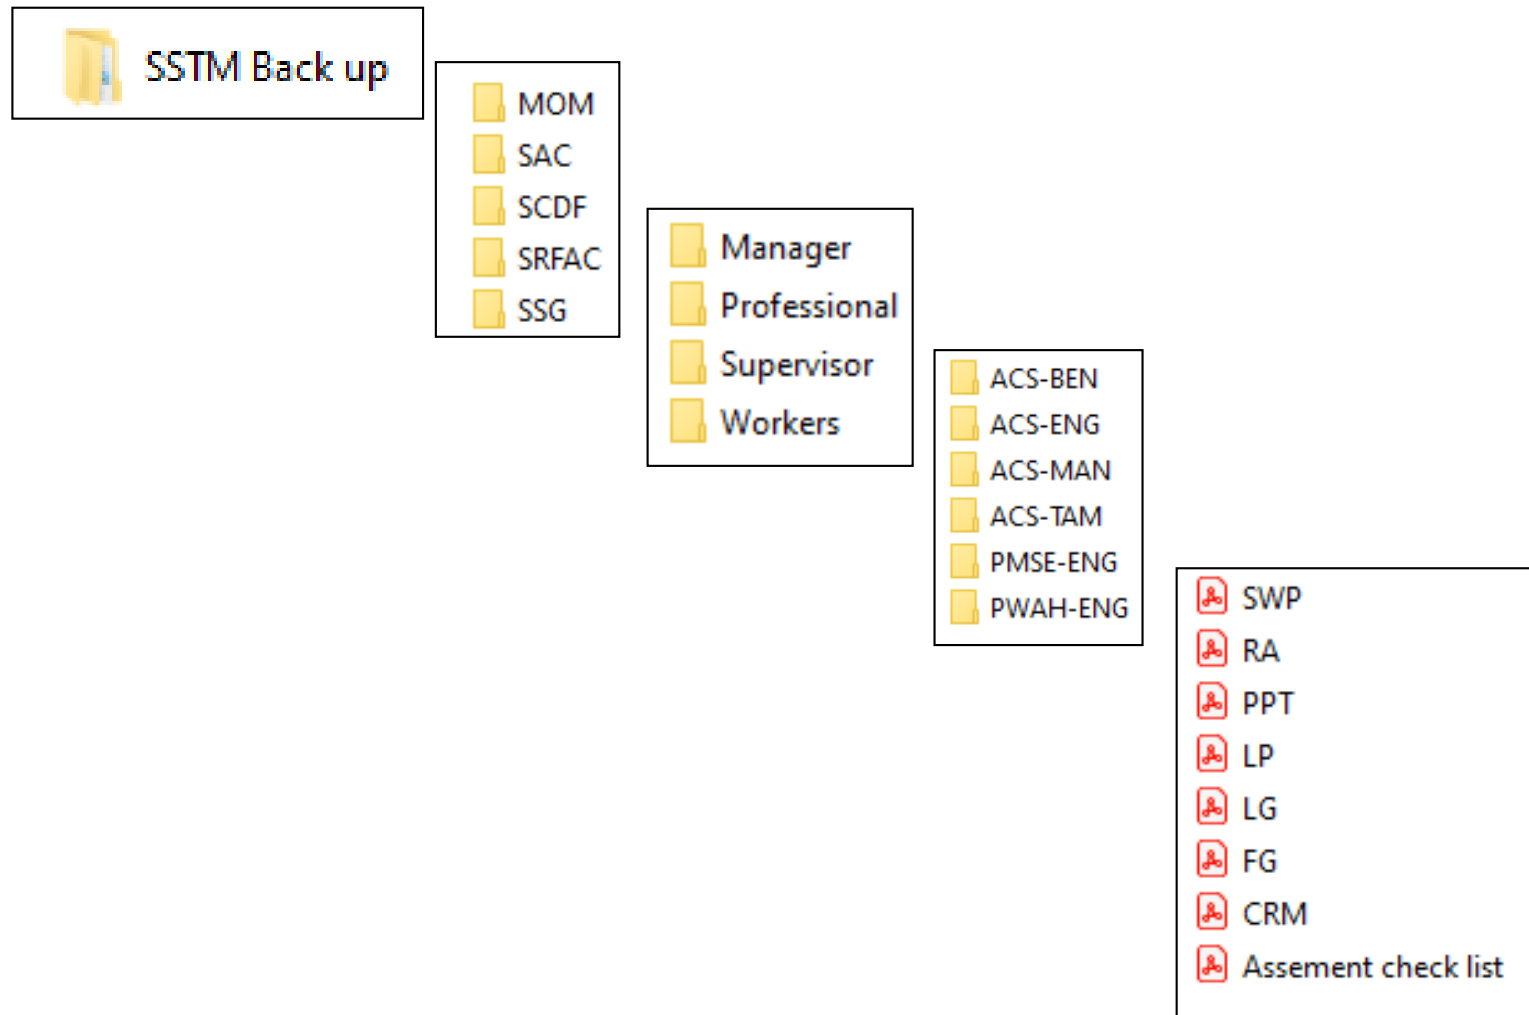 SSTM Back up
MOM
SAC
SCDF
SRFAC
SSG
Manager
Professional
Supervisor
Workers
ACS-BEN
ACS-ENG
ACS-MAN
ACS-TAM
PMSE-ENG
PWAH-ENG
SWP
RA
PPT
LP
LG
FG
CRM
Assement check list